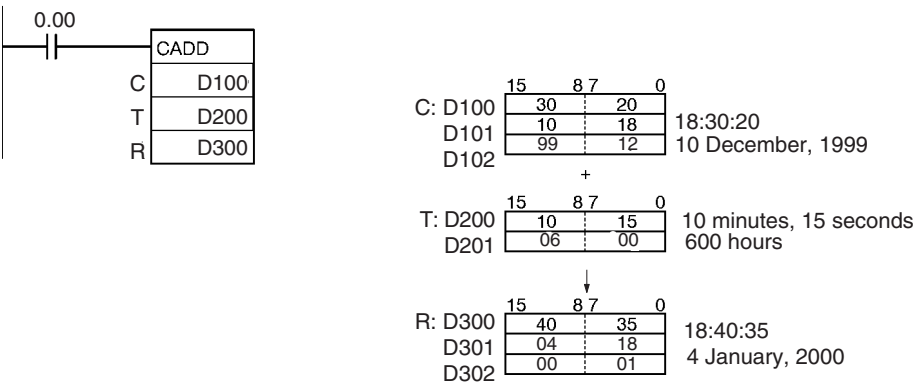 0.00
CADD
C D100
T D200
R D300
15 8 7 0
C: D100 30 20
D101 10 18 18:30:20
D102 99 12 10 December, 1999
+
15 8 7 0
T: D200 10 15 10 minutes, 15 seconds
D201 06 00 600 hours
15 8 7 0
R: D300 40 35 18:40:35
D301 04 18
D302 00 01 4 January, 2000